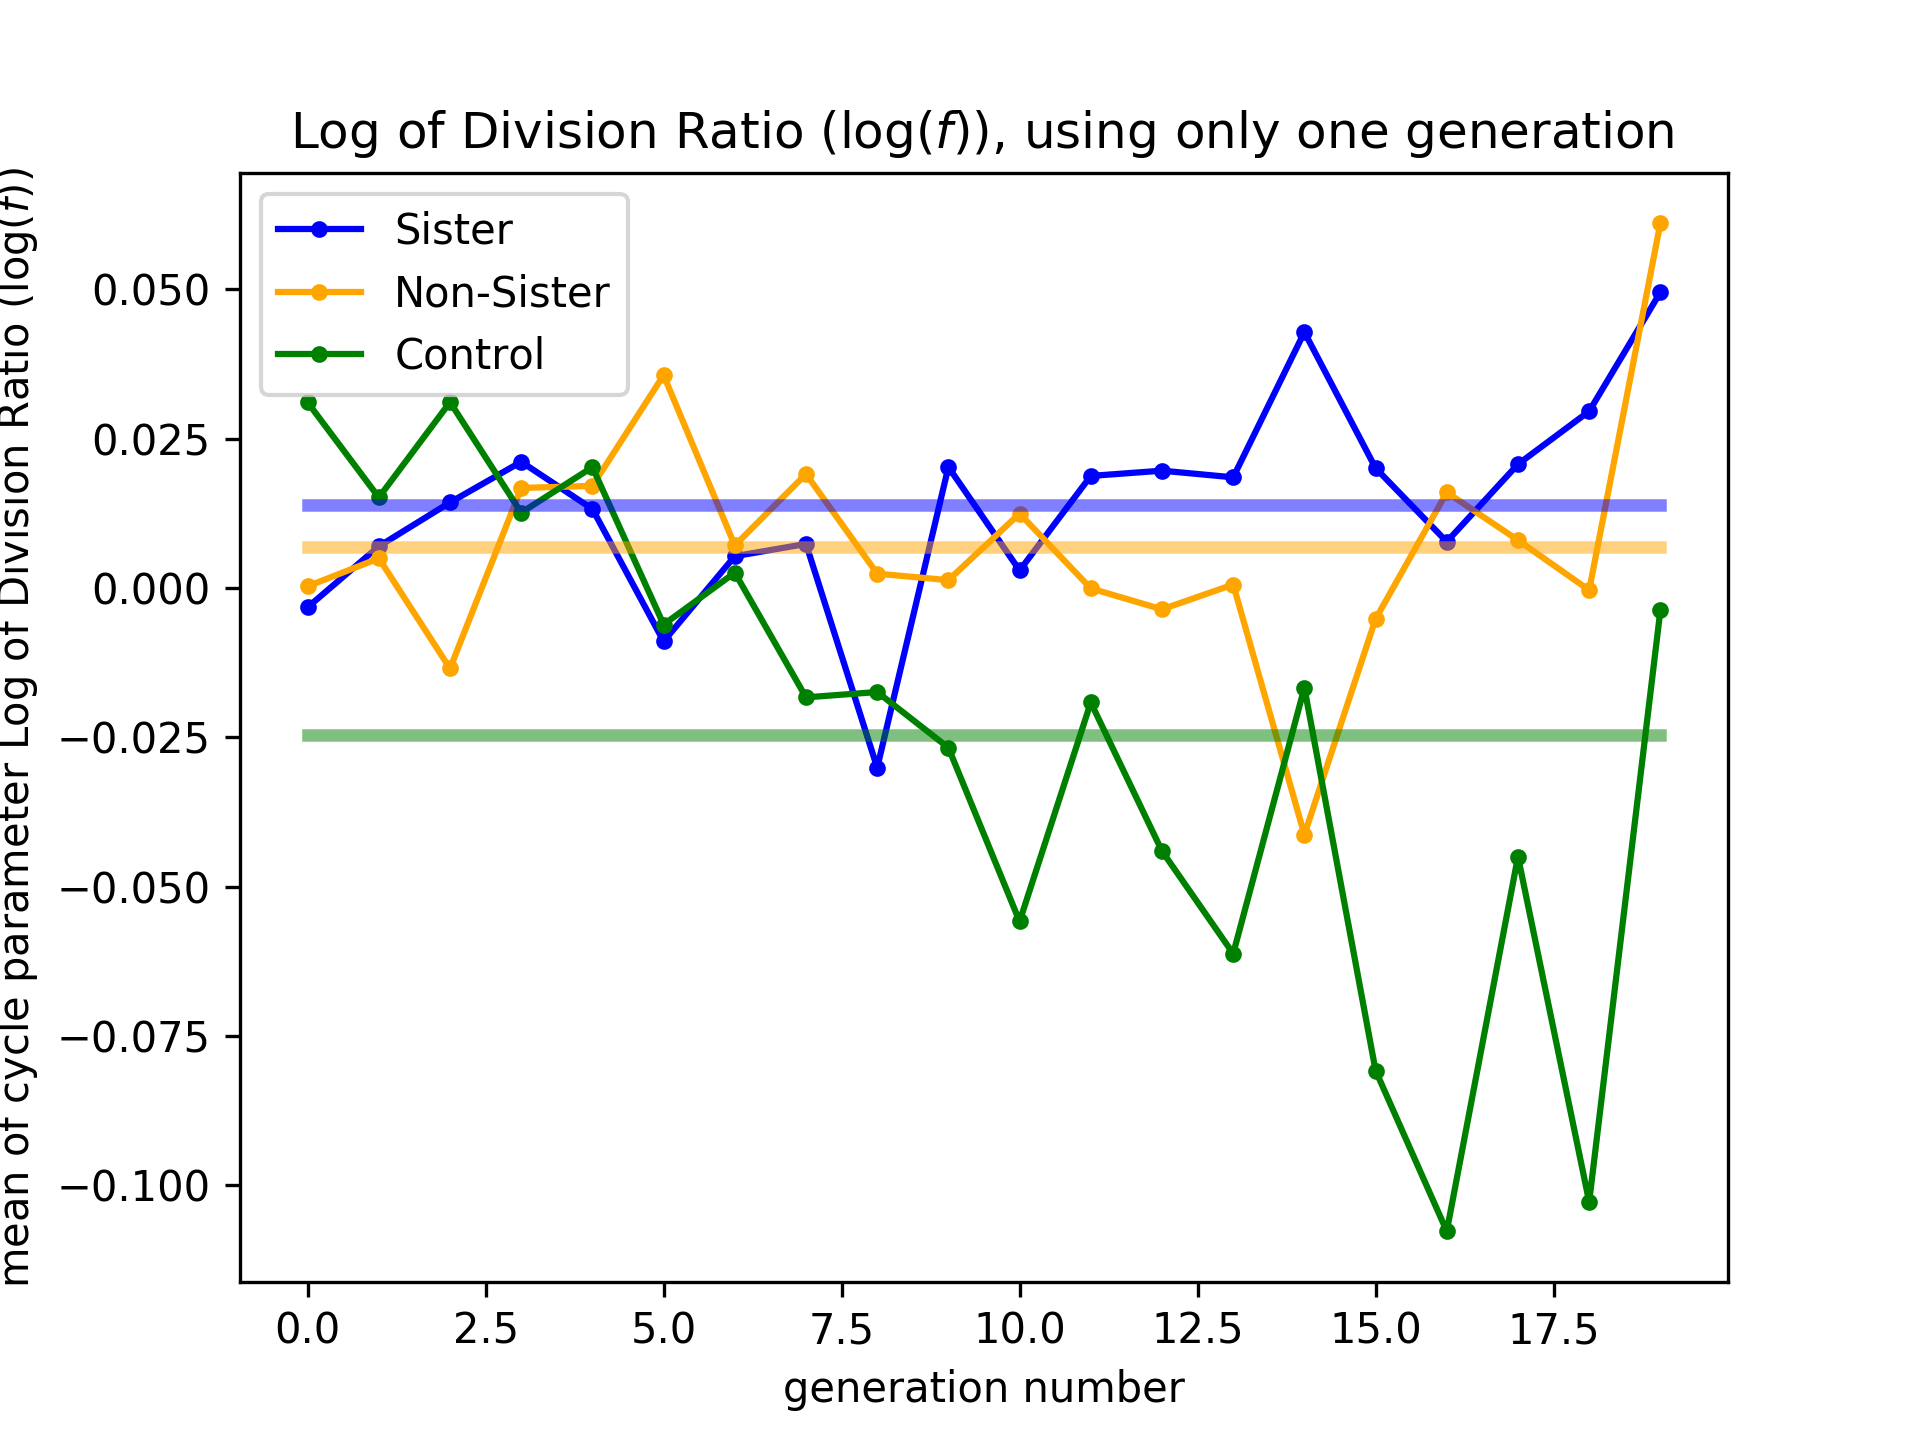 Log of Division Ratio (log(f)), using only one generation
mean of cycle parameter Log of Division Ratio (log(f))
Sister
Non-Sister
Control
0.050
0.025
0.000
−0.025
−0.050
−0.075
−0.100
0.0 2.5 5.0 7.5 10.0 12.5 15.0 17.5
generation number